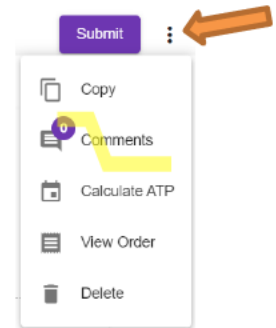 Submit
Copy
0
Comments
Calculate ATP
View Order
Delete